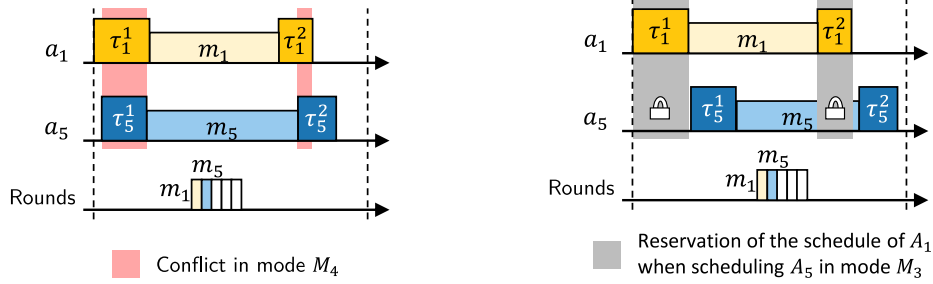 τ₁¹ m₁ τ₁² a₁
τ₅¹ m₅ τ₅² a₅
m₅
m₁
Rounds
Conflict in mode M₄
τ₁¹ m₁ τ₁² a₁
τ₅¹ m₅ τ₅² a₅
m₅
m₁
Rounds
Reservation of the schedule of A₁
when scheduling A₅ in mode M₃